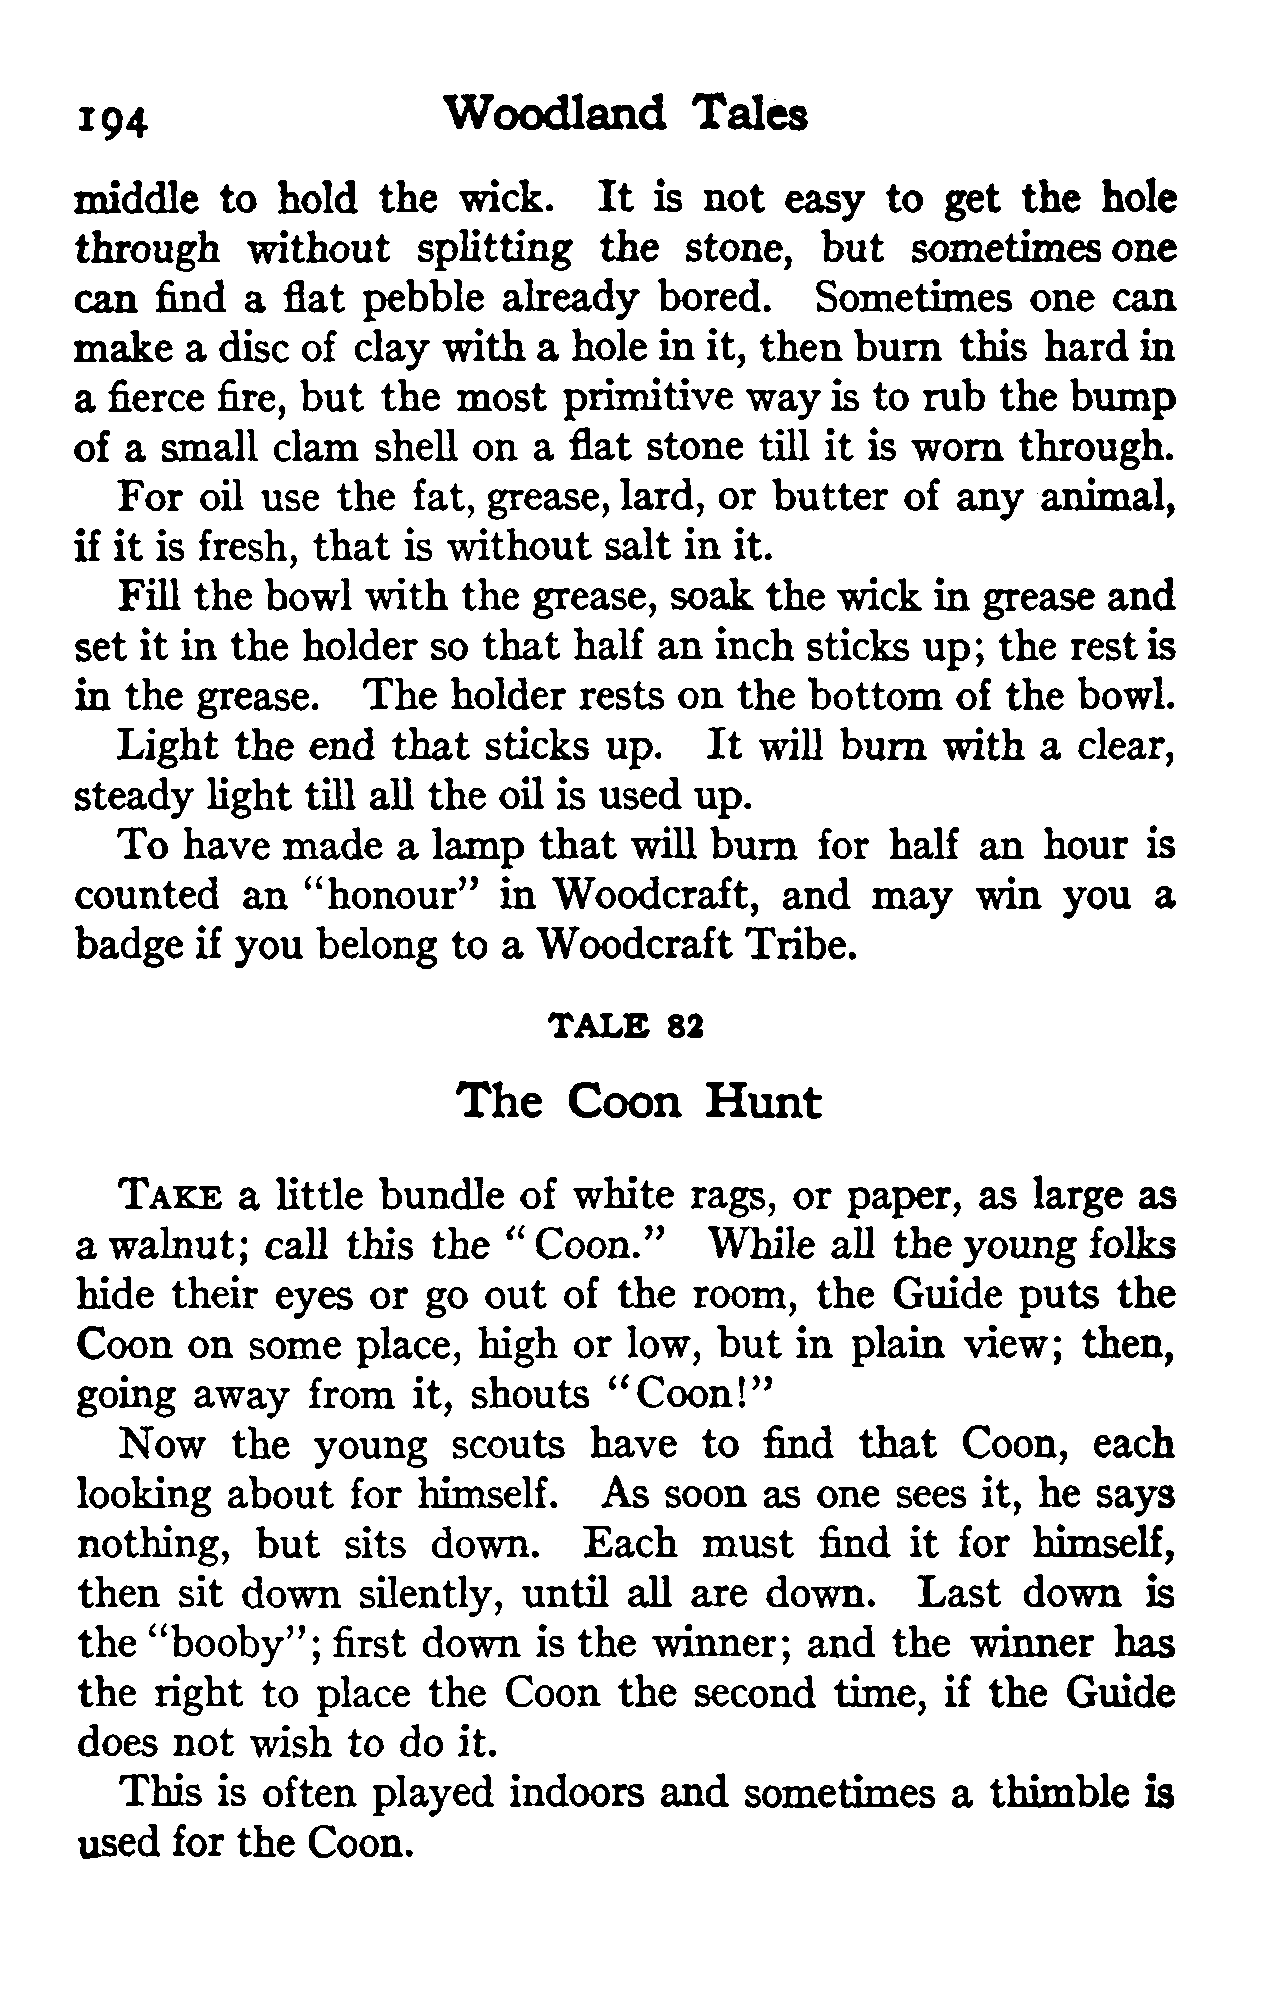 194 Woodland Tales
middle to hold the wick. It is not easy to get the hole
through without splitting the stone, but sometimes one
can find a flat pebble already bored. Sometimes one can
make a disc of clay with a hole in it, then burn this hard in
a fierce fire, but the most primitive way is to rub the bump
of a small clam shell on a flat stone till it is worn through.
For oil use the fat, grease, lard, or butter of any animal,
if it is fresh, that is without salt in it.
Fill the bowl with the grease, soak the wick in grease and
set it in the holder so that half an inch sticks up; the rest is
in the grease. The holder rests on the bottom of the bowl.
Light the end that sticks up. It will burn with a clear,
steady light till all the oil is used up.
To have made a lamp that will burn for half an hour is
counted an "honour" in Woodcraft, and may win you a
badge if you belong to a Woodcraft Tribe.
TALE 82
The Coon Hunt
TAKE a little bundle of white rags, or paper, as large as
a walnut; call this the "Coon." While all the young folks
hide their eyes or go out of the room, the Guide puts the
Coon on some place, high or low, but in plain view; then,
going away from it, shouts "Coon!"
Now the young scouts have to find that Coon, each
looking about for himself. As soon as one sees it, he says
nothing, but sits down. Each must find it for himself,
then sit down silently, until all are down. Last down is
the "booby"; first down is the winner; and the winner has
the right to place the Coon the second time, if the Guide
does not wish to do it.
This is often played indoors and sometimes a thimble is
used for the Coon.